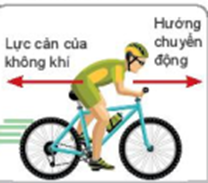 Lực cản của
không khí
Hướng
chuyển
động